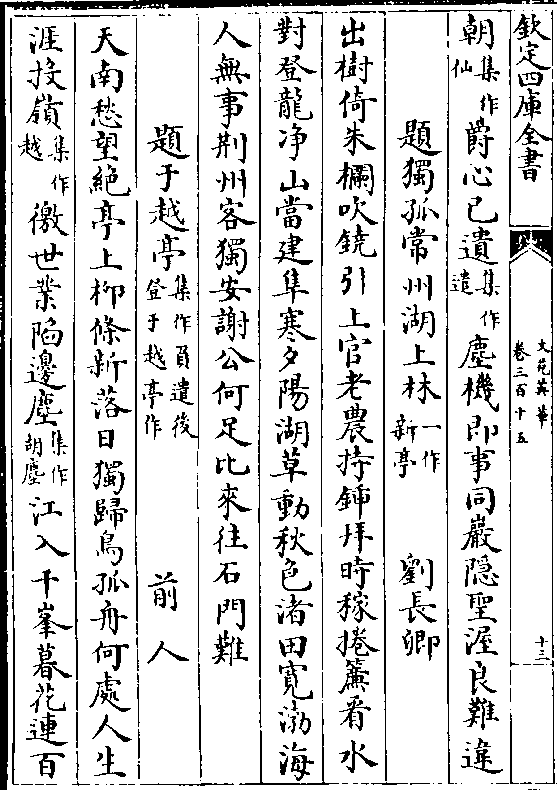 欽定四庫全書
文苑英華
卷三百十五
十三
朝集作仙爵心已遺集作遣塵機即事同巖隱聖渥良難違
題獨孤常州湖上林一作新亭 劉長卿
出樹倚朱欄吹鐃引上官老農持鍤拜時稼捲簾看水
對登龍净山當建隼寒夕陽湖草動秋色渚田寛渤海
人無事荆州客獨安謝公何足比來往石門難
題于越亭集作貟遣後登于越亭作 前人
天南愁望絶亭上柳條新落日獨歸鳥孤舟何處人生
涯投嶺集作越徼世業陷邊塵集作胡塵江入千峯暮花連百